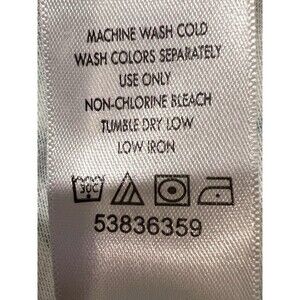 MACHINE WASH COLD
WASH COLORS SEPARATELY
USE ONLY
NON-CHLORINE BLEACH
TUMBLE DRY LOW
LOW IRON
30C
53836359